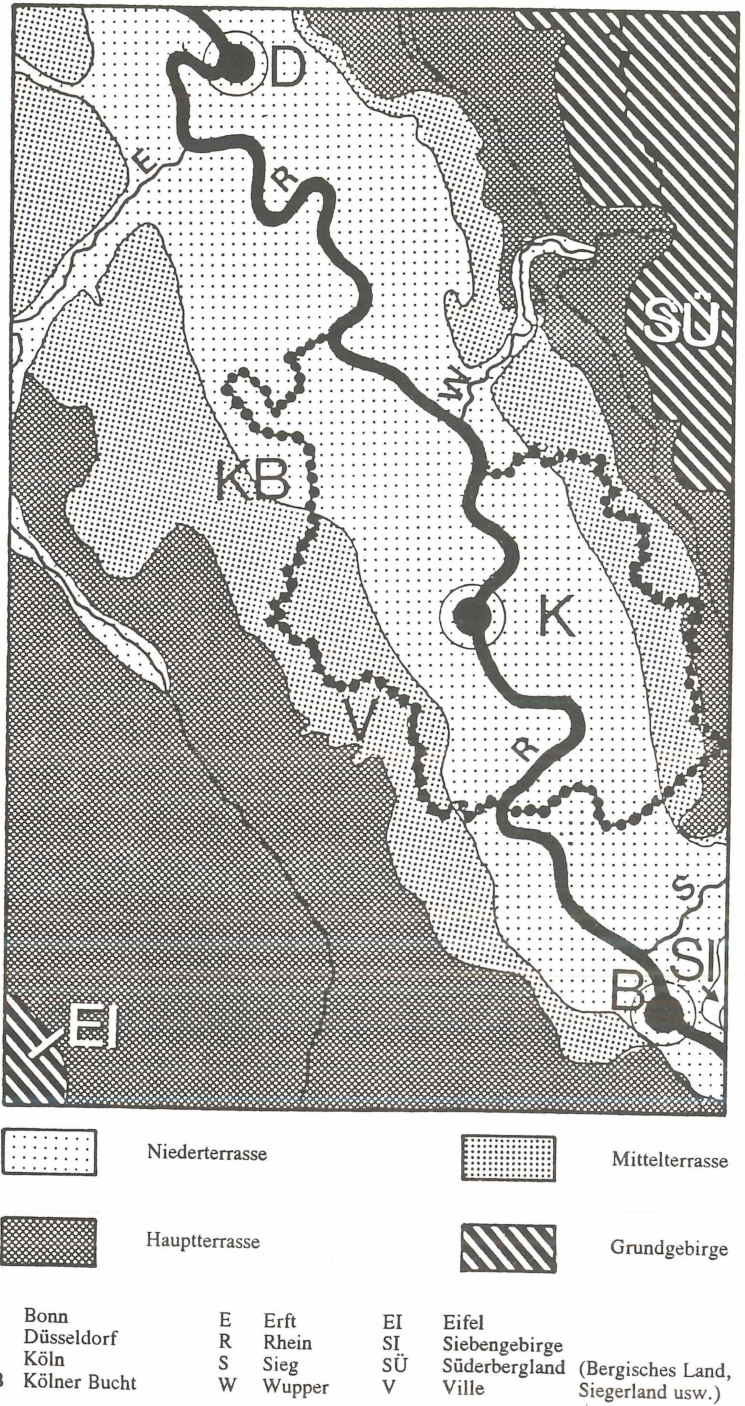 D
E
R
SÜ
W
KB
K
V
R
S
SI
B
EI
Niederterrasse
Mittelterrasse
Hauptterrasse
Grundgebirge
Bonn E Erft EI Eifel
Düsseldorf R Rhein SI Siebengebirge
Köln S Sieg SÜ Süderbergland (Bergisches Land,
Kölner Bucht W Wupper V Ville Siegerland usw.)